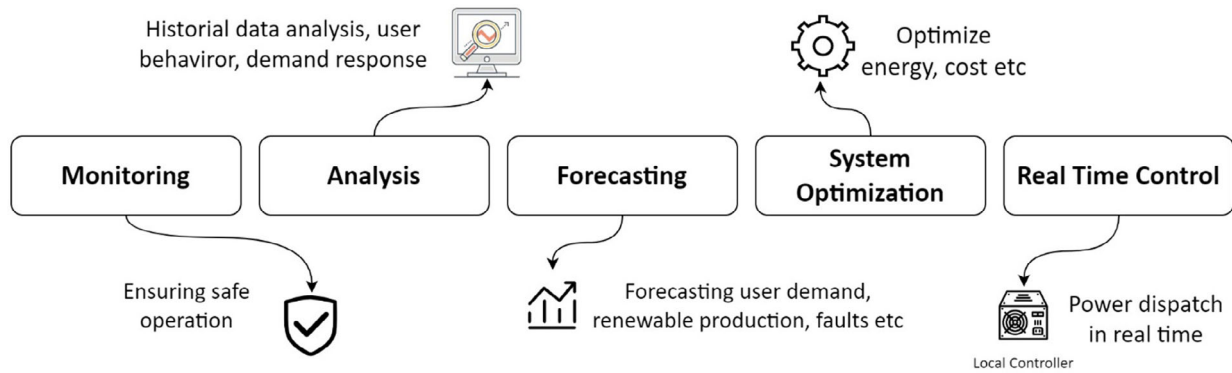 Historial data analysis, user
behaviror, demand response
Optimize
energy, cost etc
Monitoring
Analysis
Forecasting
System
Optimization
Real Time Control
Ensuring safe
operation
Forecasting user demand,
renewable production, faults etc
Power dispatch
in real time
Local Controller